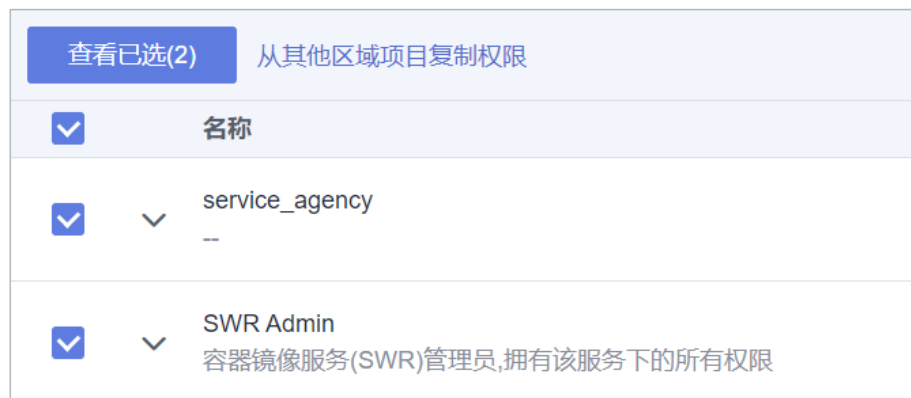 查看已选(2) 从其他区域项目复制权限
名称
service_agency
--
SWR Admin
容器镜像服务(SWR)管理员,拥有该服务下的所有权限